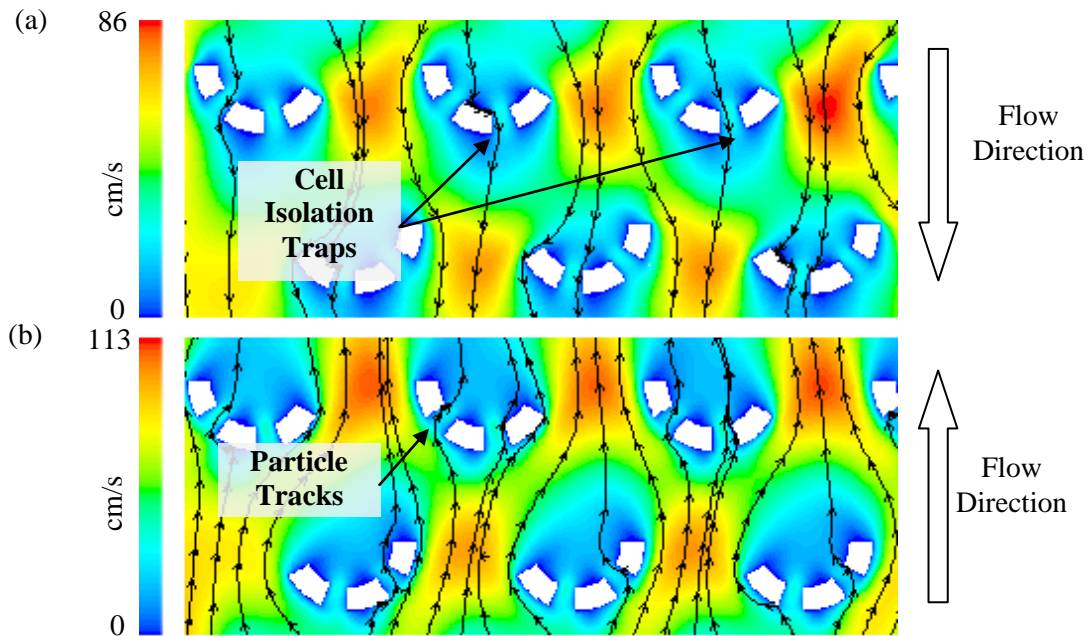 (a)
86
cm/s
0
Cell
Isolation
Traps
Flow
Direction
(b)
113
cm/s
0
Particle
Tracks
Flow
Direction